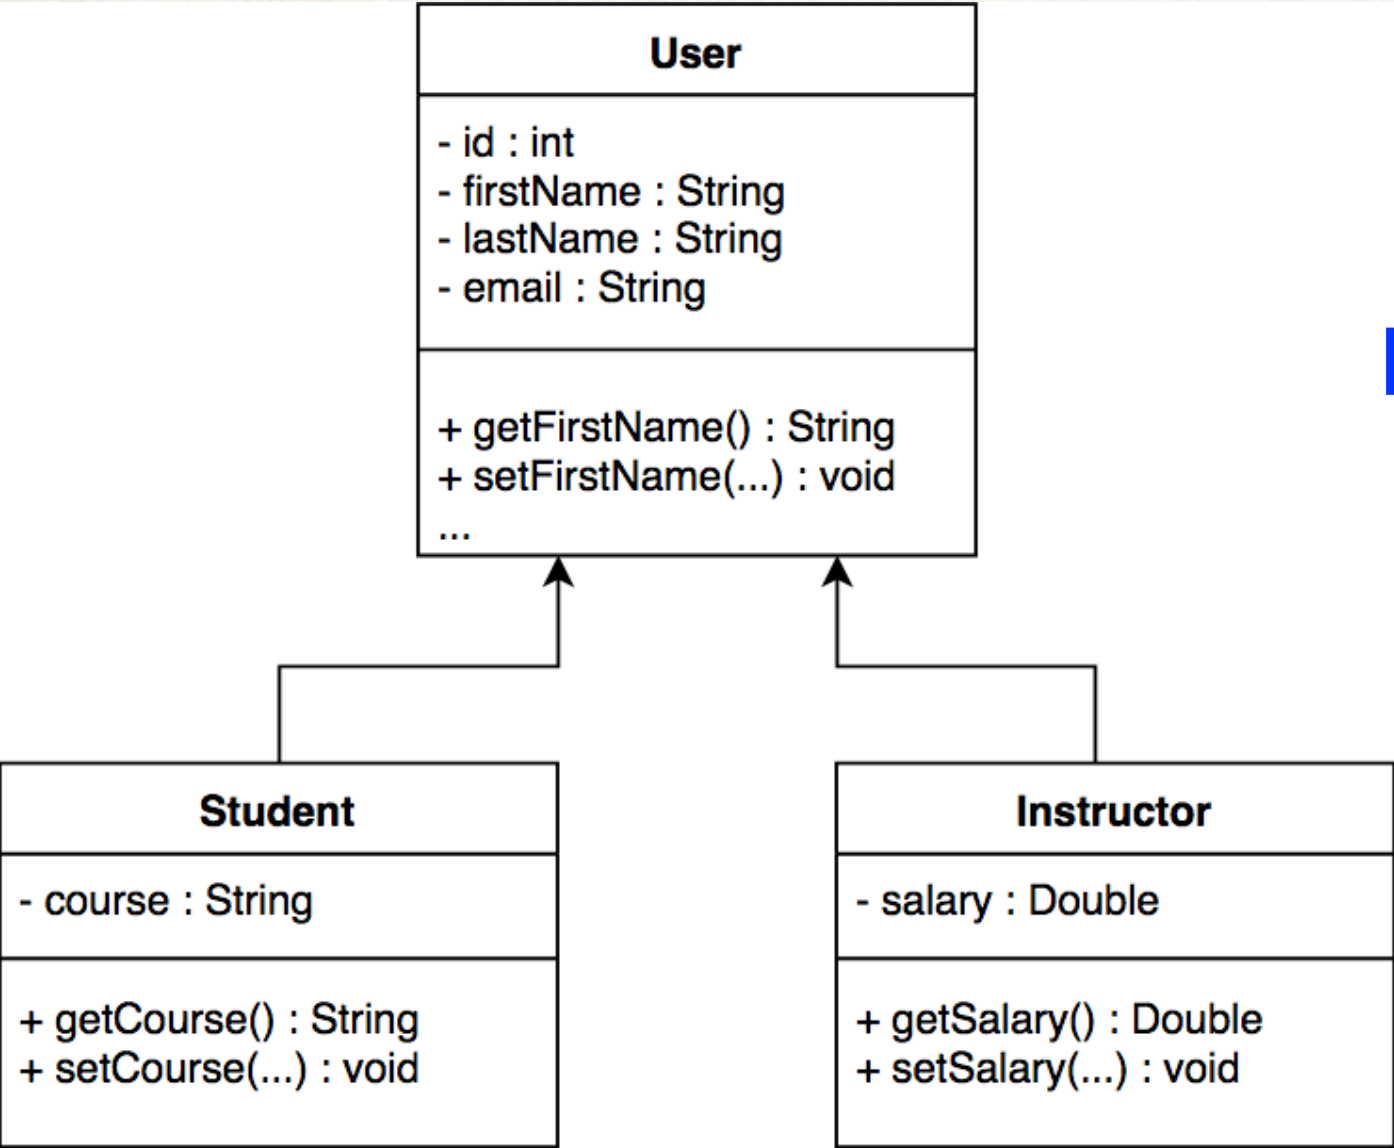 User
- id : int
- firstName : String
- lastName : String
- email : String
+ getFirstName() : String
+ setFirstName(...) : void
...
Student
- course : String
+ getCourse() : String
+ setCourse(...) : void
Instructor
- salary : Double
+ getSalary() : Double
+ setSalary(...) : void